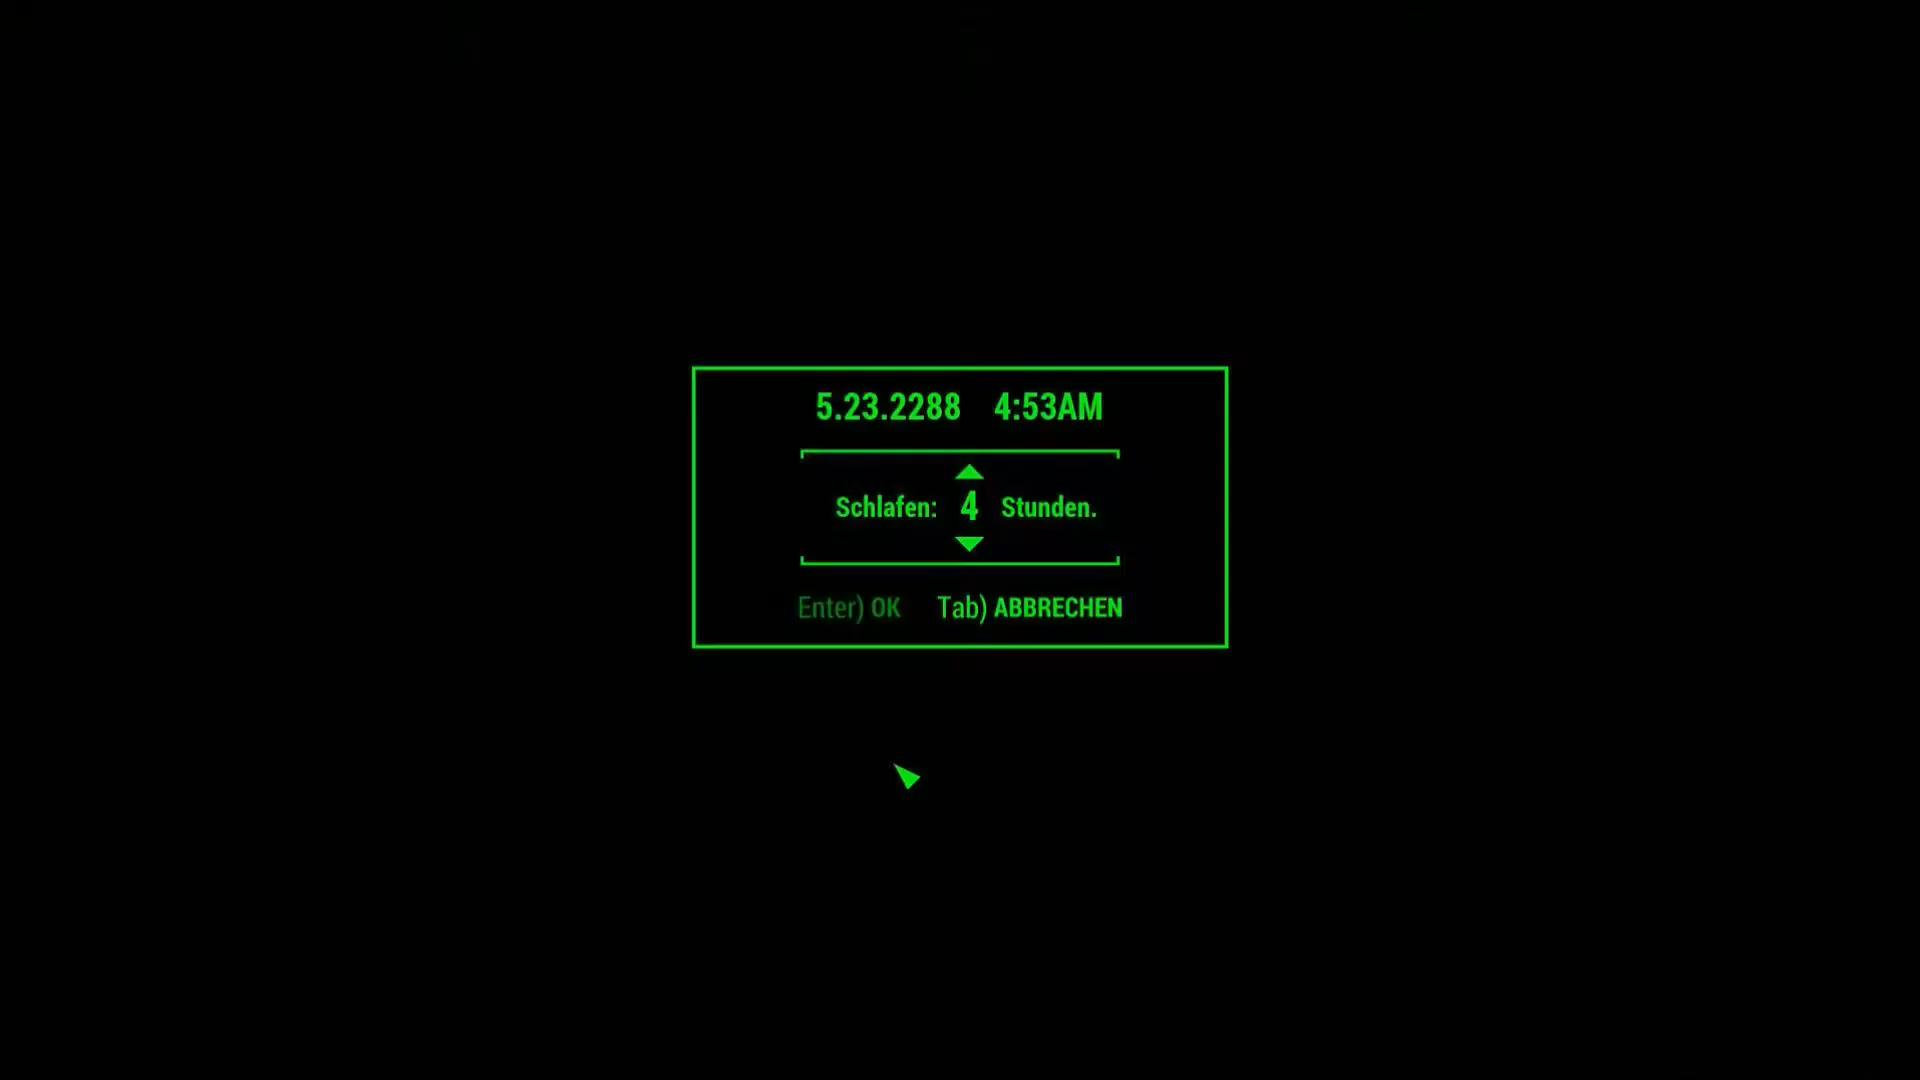 5.23.2288 4:53AM
Schlafen: 4 Stunden.
Enter) OK Tab) ABBRECHEN